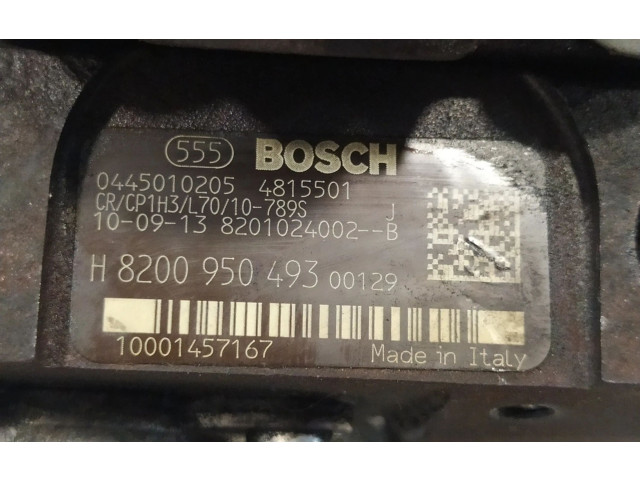 555 BOSCH
0445010205 4815501
CR/CP1H3/L70/10-789S J
10-09-13 8201024002--B
H 8200 950 493 00129
10001457167 Made in Italy